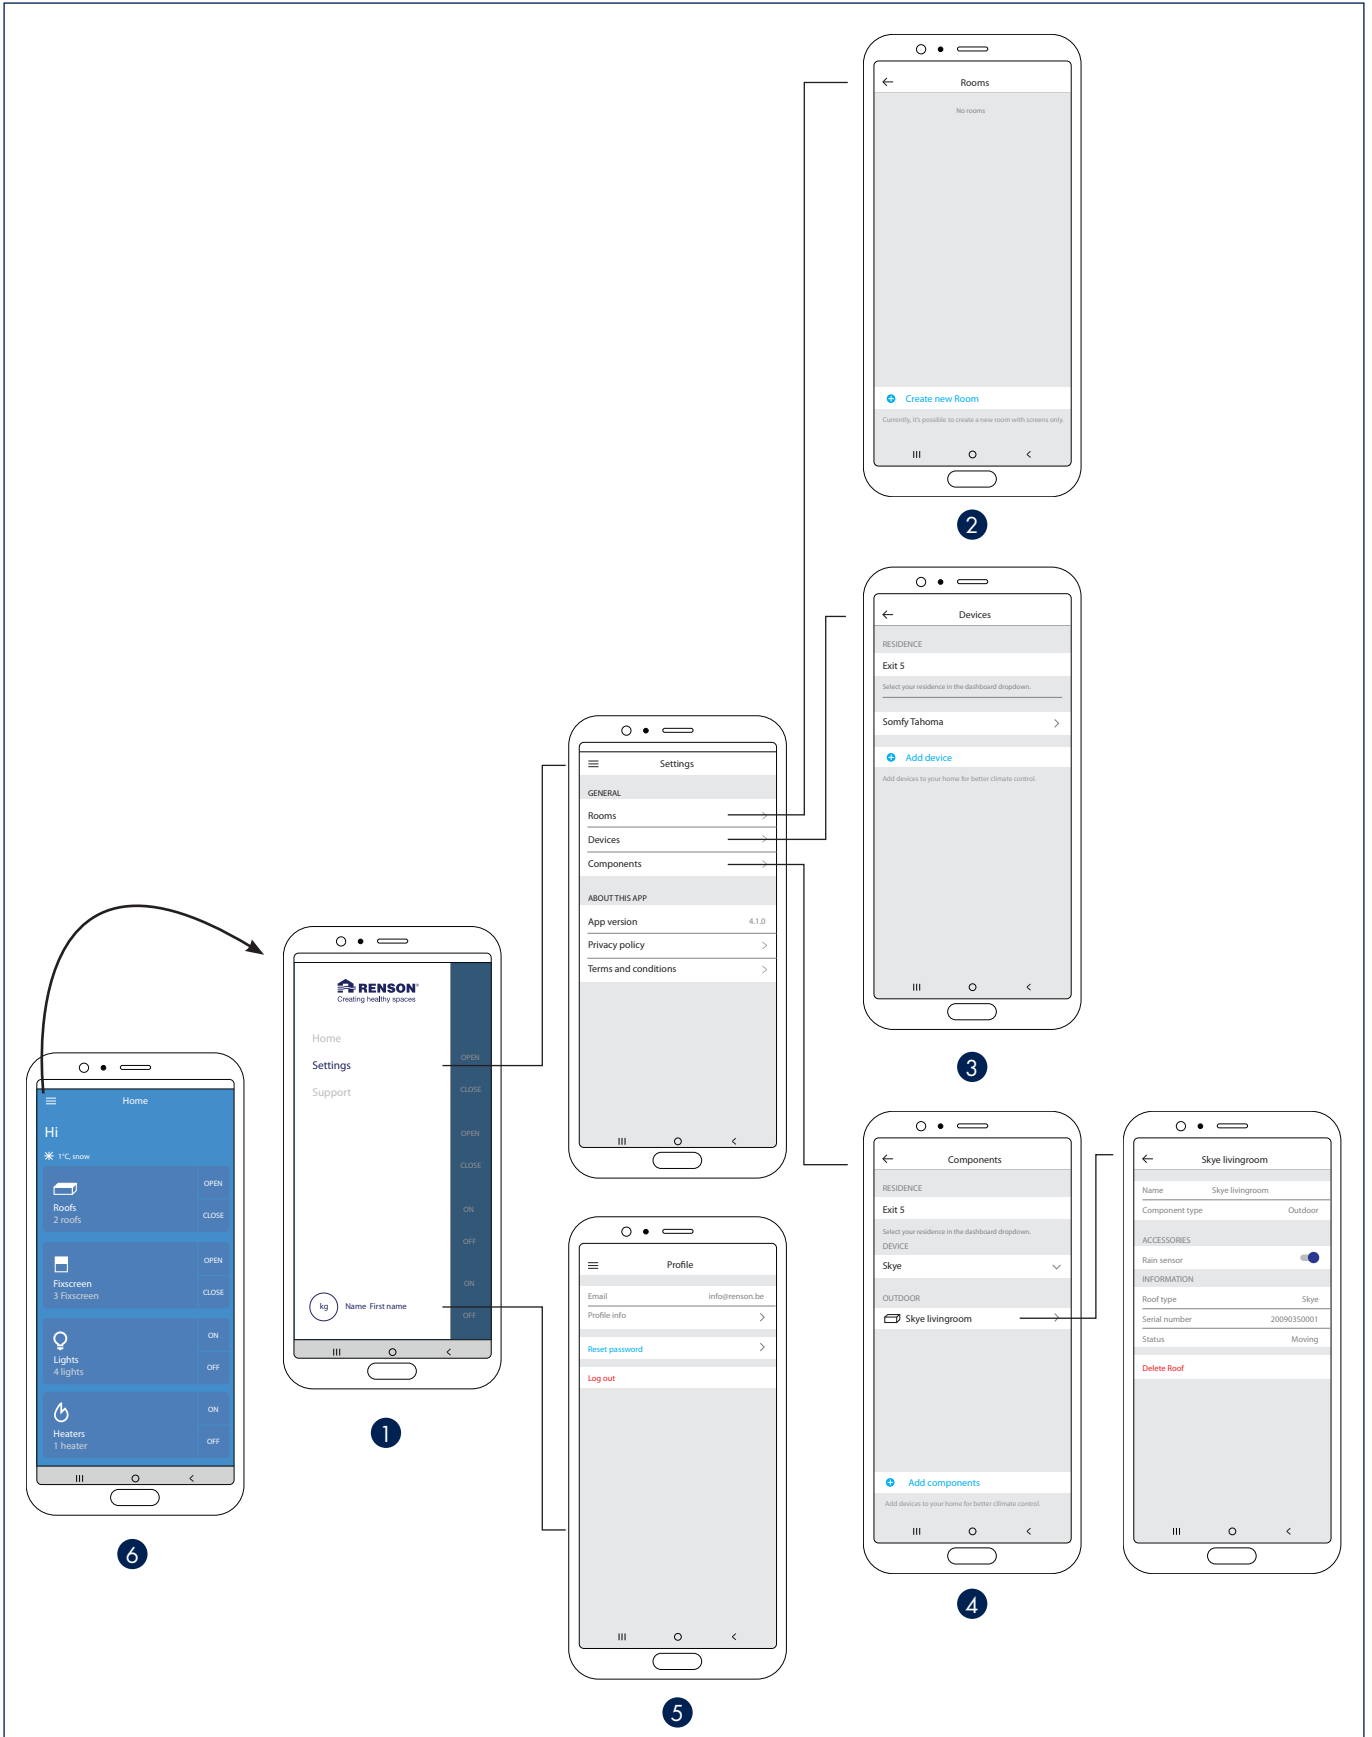 Rooms
No rooms
Create new Room
Currently, it's possible to create a new room with screens only.
2
Devices
RESIDENCE
Exit 5
Select your residence in the dashboard dropdown.
Somfy Tahoma
Add device
Add devices to your home for better climate control.
3
Settings
GENERAL
Rooms
Devices
Components
ABOUT THIS APP
App version 4.1.0
Privacy policy
Terms and conditions
RENSON®
Creating healthy spaces
Home
Settings
Support
OPEN
CLOSE
OPEN
CLOSE
ON
OFF
ON
OFF
kg Name First name
1
Home
Hi
1°C, snow
Roofs
2 roofs
OPEN
CLOSE
Fixscreen
3 Fixscreen
OPEN
CLOSE
Lights
4 lights
ON
OFF
Heaters
1 heater
ON
OFF
6
Components
RESIDENCE
Exit 5
Select your residence in the dashboard dropdown.
DEVICE
Skye
OUTDOOR
Skye livingroom
Add components
Add devices to your home for better cllimate control.
4
Skye livingroom
Name Skye livingroom
Component type Outdoor
ACCESSORIES
Rain sensor
INFORMATION
Roof type Skye
Serial number 200903S0001
Status Moving
Delete Roof
Profile
Email info@renson.be
Profile info
Reset password
Log out
5